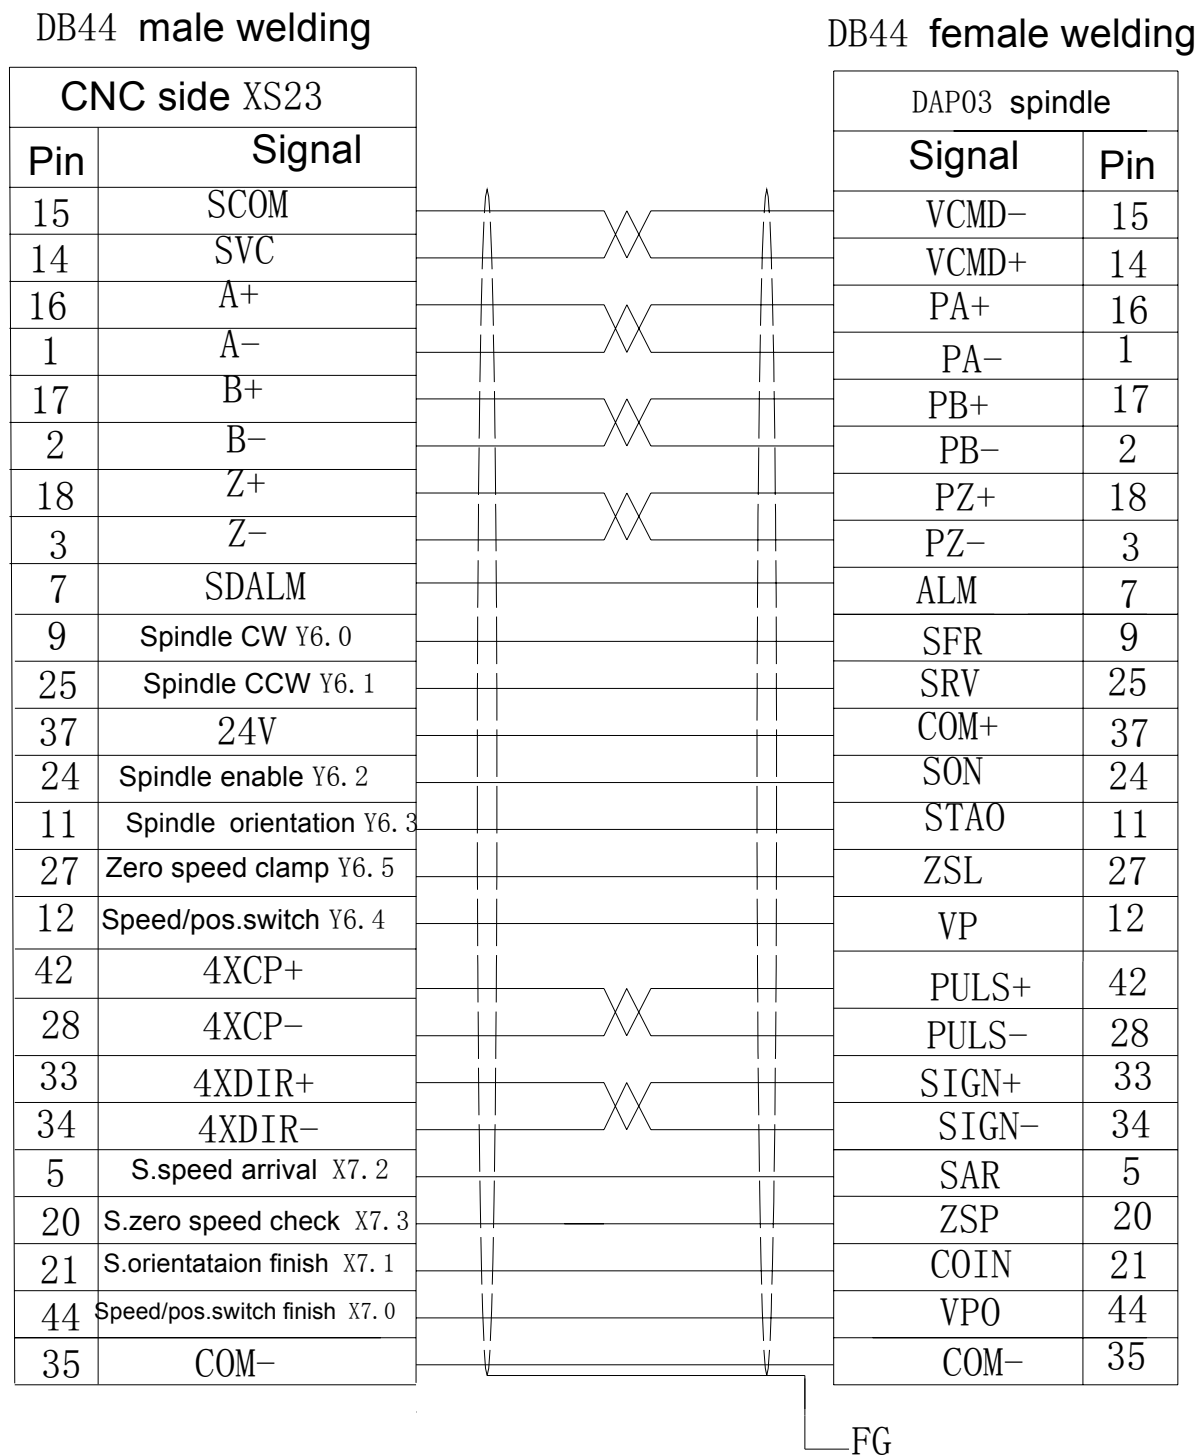 DB44 male welding
DB44 female welding
CNC side XS23
DAP03 spindle
Pin Signal
Signal Pin
15 SCOM VCMD- 15
14 SVC VCMD+ 14
16 A+ PA+ 16
1 A- PA- 1
17 B+ PB+ 17
2 B- PB- 2
18 Z+ PZ+ 18
3 Z- PZ- 3
7 SDALM ALM 7
9 Spindle CW Y6.0 SFR 9
25 Spindle CCW Y6.1 SRV 25
37 24V COM+ 37
24 Spindle enable Y6.2 SON 24
11 Spindle orientation Y6.3 STAO 11
27 Zero speed clamp Y6.5 ZSL 27
12 Speed/pos.switch Y6.4 VP 12
42 4XCP+ PULS+ 42
28 4XCP- PULS- 28
33 4XDIR+ SIGN+ 33
34 4XDIR- SIGN- 34
5 S.speed arrival X7.2 SAR 5
20 S.zero speed check X7.3 ZSP 20
21 S.orientataion finish X7.1 COIN 21
44 Speed/pos.switch finish X7.0 VPO 44
35 COM- COM- 35
FG